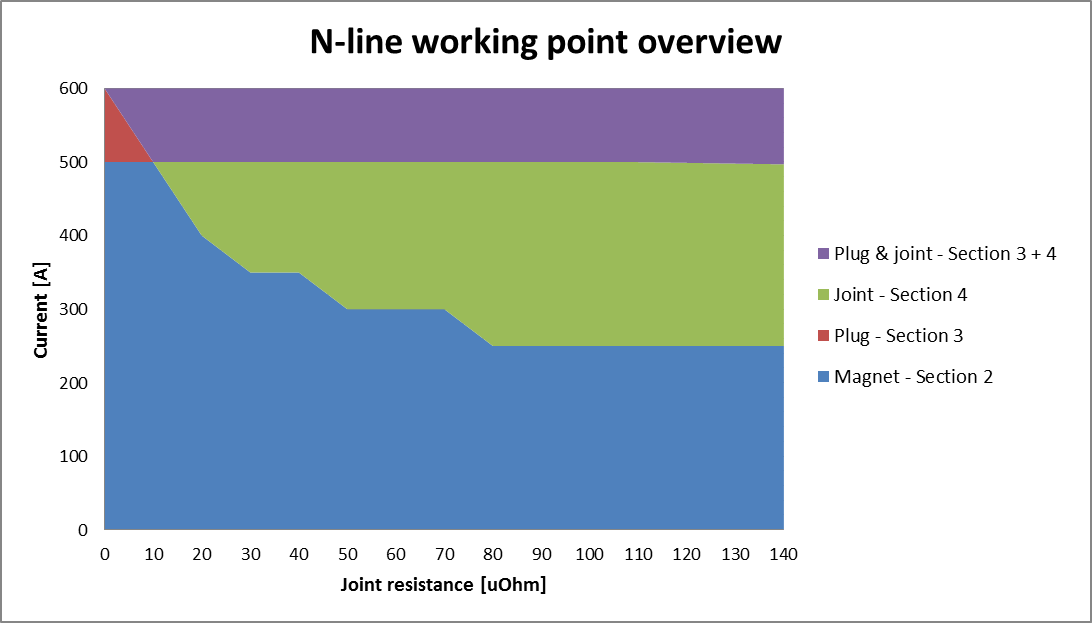 N-line working point overview
600
500
400
300
200
100
0
Current [A]
0 10 20 30 40 50 60 70 80 90 100 110 120 130 140
Joint resistance [uOhm]
Plug & joint - Section 3 + 4
Joint - Section 4
Plug - Section 3
Magnet - Section 2